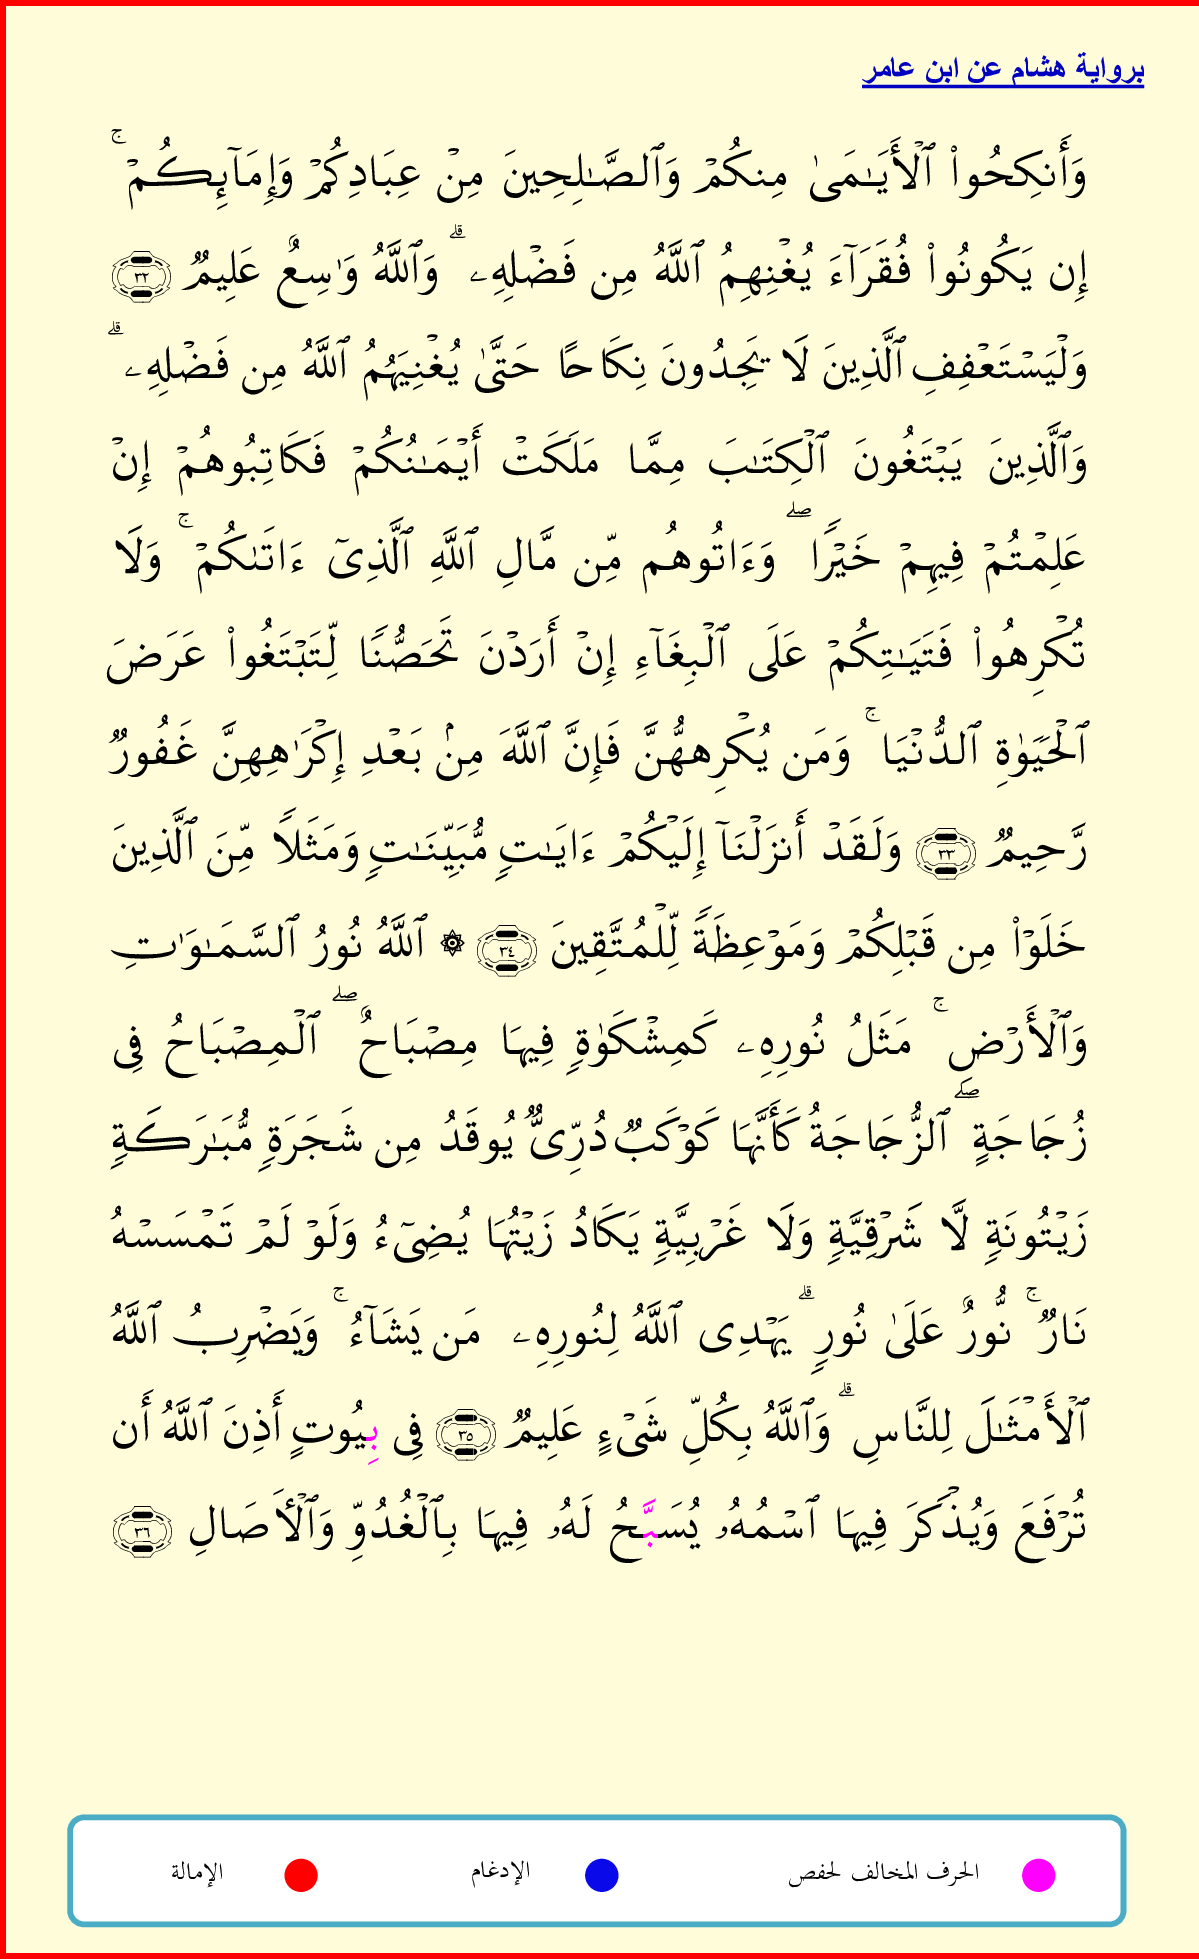 برواية هشام عن ابن عامر
وَأَنكِحُوا۟ ٱلْأَيَـٰمَىٰ مِنكُمْ وَٱلصَّـٰلِحِينَ مِنْ عِبَادِكُمْ وَإِمَآئِكُمْ ۚ
إِن يَكُونُوا۟ فُقَرَآءَ يُغْنِهِمُ ٱللَّهُ مِن فَضْلِهِۦ ۗ وَٱللَّهُ وَٰسِعٌ عَلِيمٌ ٣٢
وَلْيَسْتَعْفِفِ ٱلَّذِينَ لَا يَجِدُونَ نِكَاحًا حَتَّىٰ يُغْنِيَهُمُ ٱللَّهُ مِن فَضْلِهِۦ ۗ
وَٱلَّذِينَ يَبْتَغُونَ ٱلْكِتَـٰبَ مِمَّا مَلَكَتْ أَيْمَـٰنُكُمْ فَكَاتِبُوهُمْ إِنْ
عَلِمْتُمْ فِيهِمْ خَيْرًا ۖ وَءَاتُوهُم مِّن مَّالِ ٱللَّهِ ٱلَّذِىٓ ءَاتَىٰكُمْ ۚ وَلَا
تُكْرِهُوا۟ فَتَيَـٰتِكُمْ عَلَى ٱلْبِغَآءِ إِنْ أَرَدْنَ تَحَصُّنًا لِّتَبْتَغُوا۟ عَرَضَ
ٱلْحَيَوٰةِ ٱلدُّنْيَا ۚ وَمَن يُكْرِههُّنَّ فَإِنَّ ٱللَّهَ مِنۢ بَعْدِ إِكْرَٰهِهِنَّ غَفُورٌ
رَّحِيمٌ ٣٣ وَلَقَدْ أَنزَلْنَآ إِلَيْكُمْ ءَايَـٰتٍ مُّبَيِّنَـٰتٍ وَمَثَلًا مِّنَ ٱلَّذِينَ
خَلَوْا۟ مِن قَبْلِكُمْ وَمَوْعِظَةً لِّلْمُتَّقِينَ ٣٤ ۞ ٱللَّهُ نُورُ ٱلسَّمَـٰوَٰتِ
وَٱلْأَرْضِ ۚ مَثَلُ نُورِهِۦ كَمِشْكَوٰةٍ فِيهَا مِصْبَاحٌ ۖ ٱلْمِصْبَاحُ فِى
زُجَاجَةٍ ۖ ٱلزُّجَاجَةُ كَأَنَّهَا كَوْكَبٌ دُرِّىٌّ يُوقَدُ مِن شَجَرَةٍ مُّبَـٰرَكَةٍ
زَيْتُونَةٍ لَّا شَرْقِيَّةٍ وَلَا غَرْبِيَّةٍ يَكَادُ زَيْتُهَا يُضِىٓءُ وَلَوْ لَمْ تَمْسَسْهُ
نَارٌ ۚ نُّورٌ عَلَىٰ نُورٍ ۗ يَهْدِى ٱللَّهُ لِنُورِهِۦ مَن يَشَآءُ ۚ وَيَضْرِبُ ٱللَّهُ
ٱلْأَمْثَـٰلَ لِلنَّاسِ ۗ وَٱللَّهُ بِكُلِّ شَىْءٍ عَلِيمٌ ٣٥ فِى بِيُوتٍ أَذِنَ ٱللَّهُ أَن
تُرْفَعَ وَيُذْكَرَ فِيهَا ٱسْمُهُۥ يُسَبَّحُ لَهُۥ فِيهَا بِٱلْغُدُوِّ وَٱلْـَٔاصَالِ ٣٦
الحرف المخالف لحفص الإدغام الإمالة